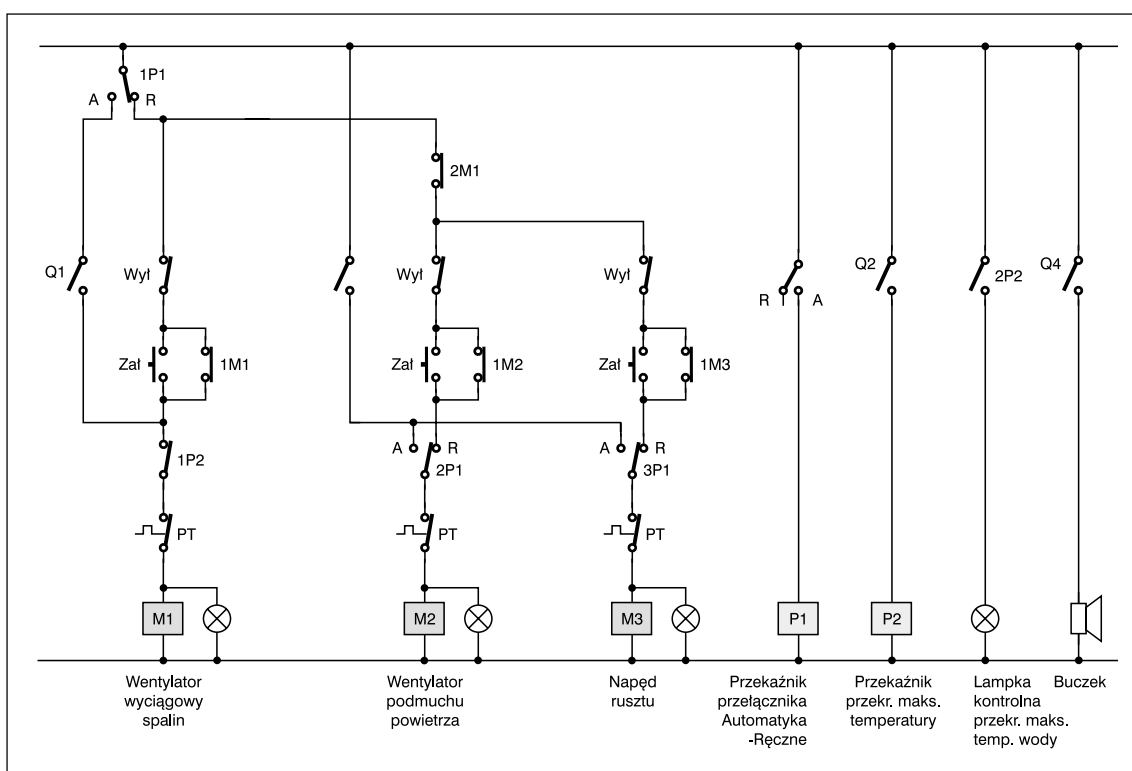 1P1
A
R
2M1
Q1
Wył
Wył
Wył
Q2
2P2
Q4
R
A
Zał
1M1
Zał
1M2
Zał
1M3
A
R
A
R
1P2
2P1
3P1
PT
PT
PT
M1
M2
M3
P1
P2
Wentylator
wyciągowy
spalin
Wentylator
podmuchu
powietrza
Napęd
rusztu
Przekaźnik
przełącznika
Automatyka
-Ręczne
Przekaźnik
przekr. maks.
temperatury
Lampka
kontrolna
przekr. maks.
temp. wody
Buczek